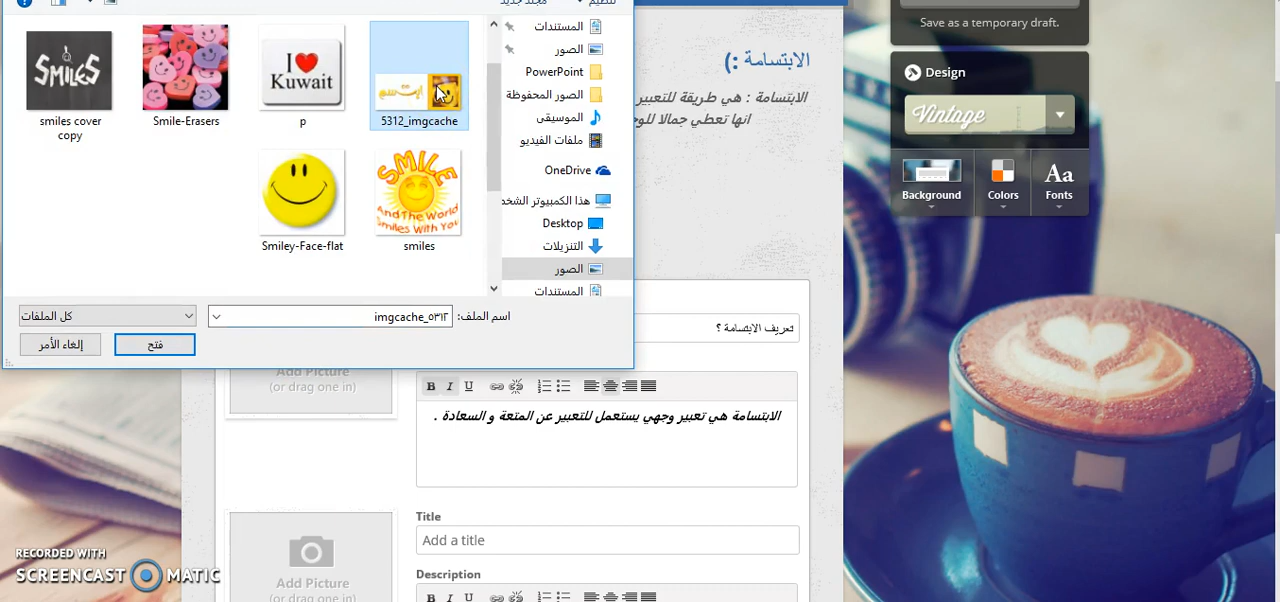 تنظيم
مجلد جديد
SMILES
smiles cover
copy
Smile-Erasers
I
Kuwait
p
ابتسم
5312_imgcache
Smiley-Face-flat
SMILE
And The World
Smiles With You
smiles
المستندات
الصور
PowerPoint
الصور المحفوظة
الموسيقى
ملفات الفيديو
OneDrive
هذا الكمبيوتر الشخ
Desktop
التنزيلات
الصور
المستندات
اسم الملف:
imgcache_٥٣١٢
كل الملفات
فتح
إلغاء الأمر
الابتسامة :)
الابتسامة : هي طريقة للتعبير
انها تعطي جمالا للو
تعريف الابتسامة ؟
Add Picture
(or drag one in)
B I U
الابتسامة هي تعبير وجهي يستعمل للتعبير عن المتعة و السعادة .
Title
Add a title
Add Picture
(or drag one in)
Description
B I U
Save as a temporary draft.
Design
Vintage
Background
Colors
Aa
Fonts
RECORDED WITH
SCREENCAST MATIC